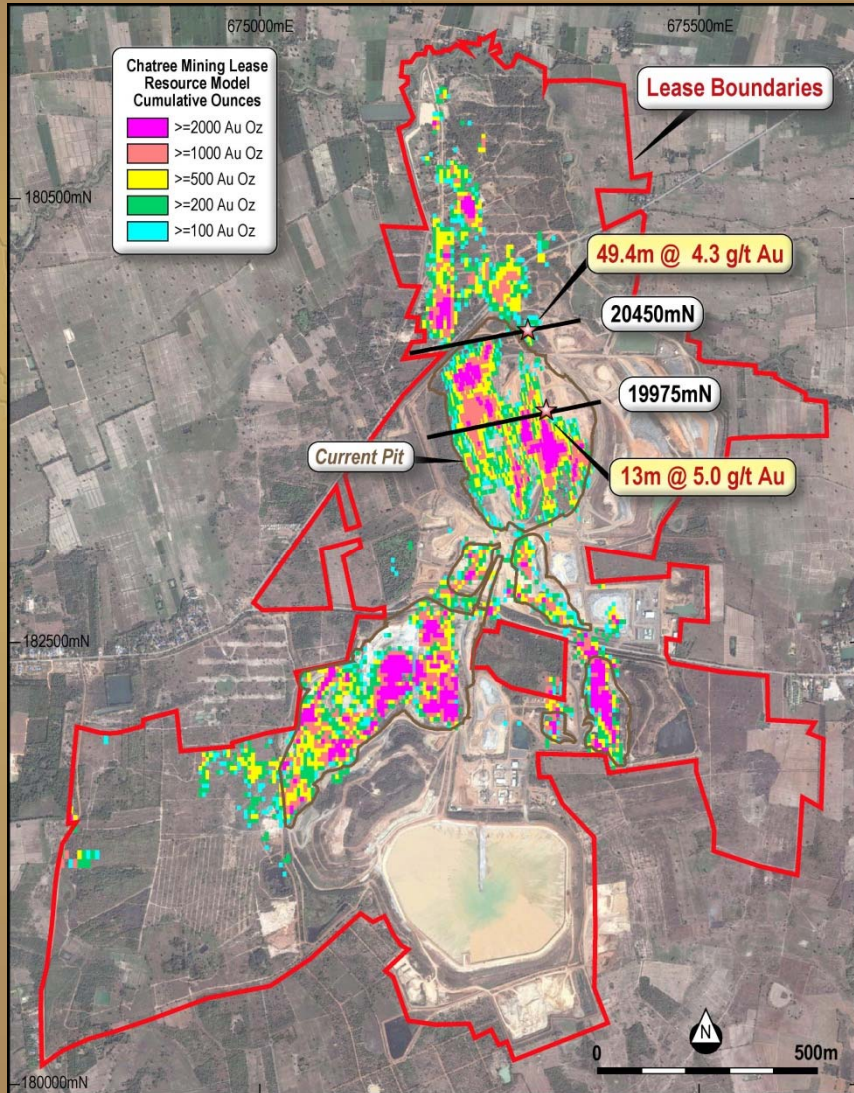 675000mE
675500mE
Chatree Mining Lease
Resource Model
Cumulative Ounces
>=2000 Au Oz
>=1000 Au Oz
>=500 Au Oz
>=200 Au Oz
>=100 Au Oz
Lease Boundaries
180500mN
49.4m @ 4.3 g/t Au
20450mN
19975mN
Current Pit
13m @ 5.0 g/t Au
182500mN
N
0
500m
180000mN